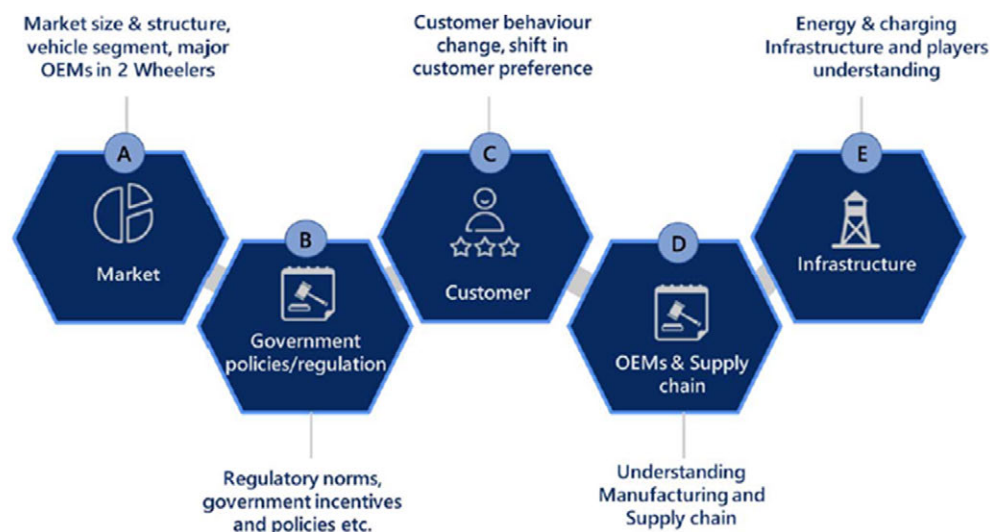 Market size & structure,
vehicle segment, major
OEMs in 2 Wheelers
A
Market
B
Government
policies/regulation
Regulatory norms,
government incentives
and policies etc.
Customer behaviour
change, shift in
customer preference
C
Customer
D
OEMs & Supply
chain
Understanding
Manufacturing and
Supply chain
Energy & charging
Infrastructure and players
understanding
E
Infrastructure